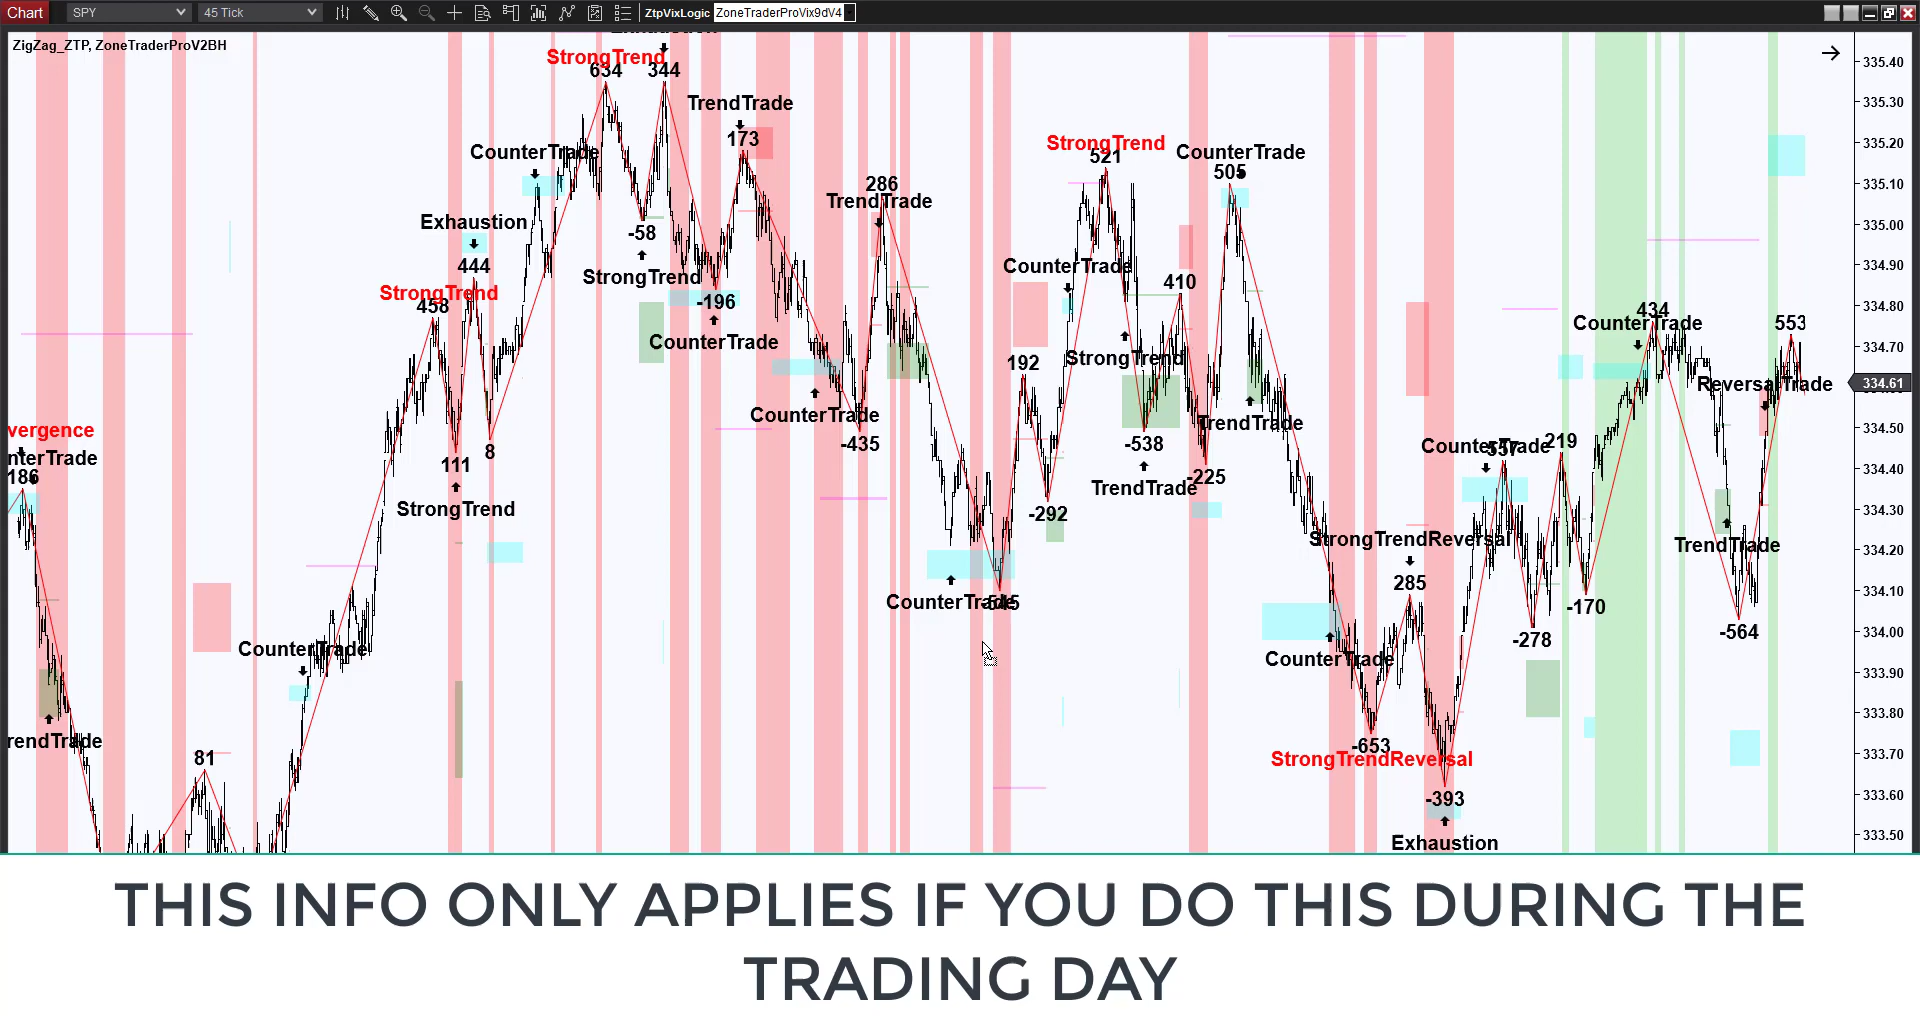 Chart SPY 45 Tick ZtpVixLogic ZoneTraderProVix9dV4
ZigZag_ZTP, ZoneTraderProV2BH
StrongTrend
634 344
TrendTrade
173
CounterTrade
Exhaustion
444
StrongTrend
458
-58
StrongTrend
-196
CounterTrade
286
TrendTrade
StrongTrend
521
CounterTrade
505
CounterTrade
410
StrongTrend
192
CounterTrade
-435
111
8
StrongTrend
-538
TrendTrade
TrendTrade
-225
-292
CounterTrade
-545
vergence
nterTrade
186
CounterTrade
rendTrade
81
CounterTrade
557
219
StrongTrendReversal
285
CounterTrade
-653
StrongTrendReversal
-393
Exhaustion
-278
-170
434
CounterTrade
553
ReversalTrade
TrendTrade
-564
335.40
335.30
335.20
335.10
335.00
334.90
334.80
334.70
334.61
334.50
334.40
334.30
334.20
334.10
334.00
333.90
333.80
333.70
333.60
333.50
THIS INFO ONLY APPLIES IF YOU DO THIS DURING THE
TRADING DAY